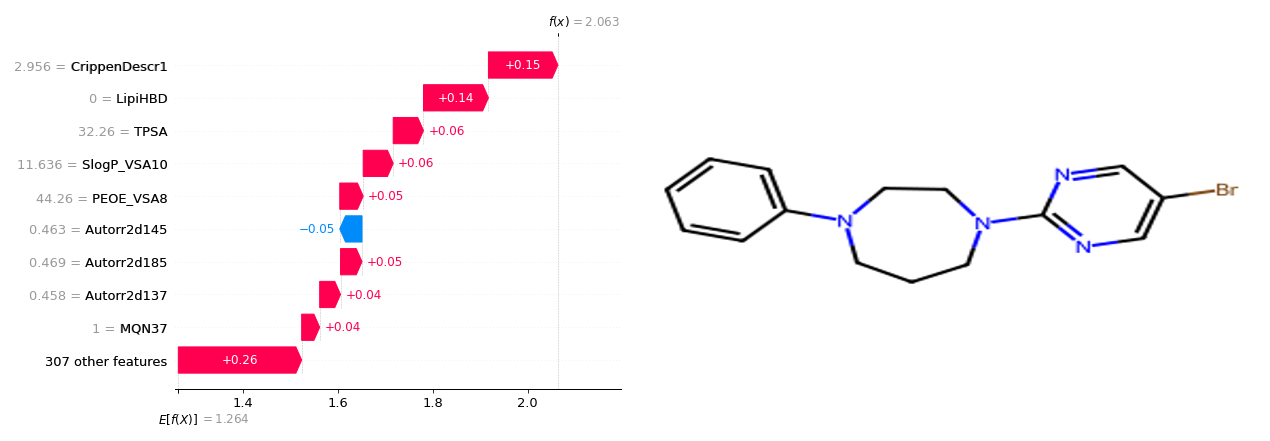 f(x) = 2.063
2.956 = CrippenDescr1 +0.15
0 = LipiHBD +0.14
32.26 = TPSA +0.06
11.636 = SlogP_VSA10 +0.06
44.26 = PEOE_VSA8 +0.05
0.463 = Autorr2d145 −0.05
0.469 = Autorr2d185 +0.05
0.458 = Autorr2d137 +0.04
1 = MQN37 +0.04
307 other features +0.26
1.4 1.6 1.8 2.0
E[f(X)] = 1.264
N N N N Br